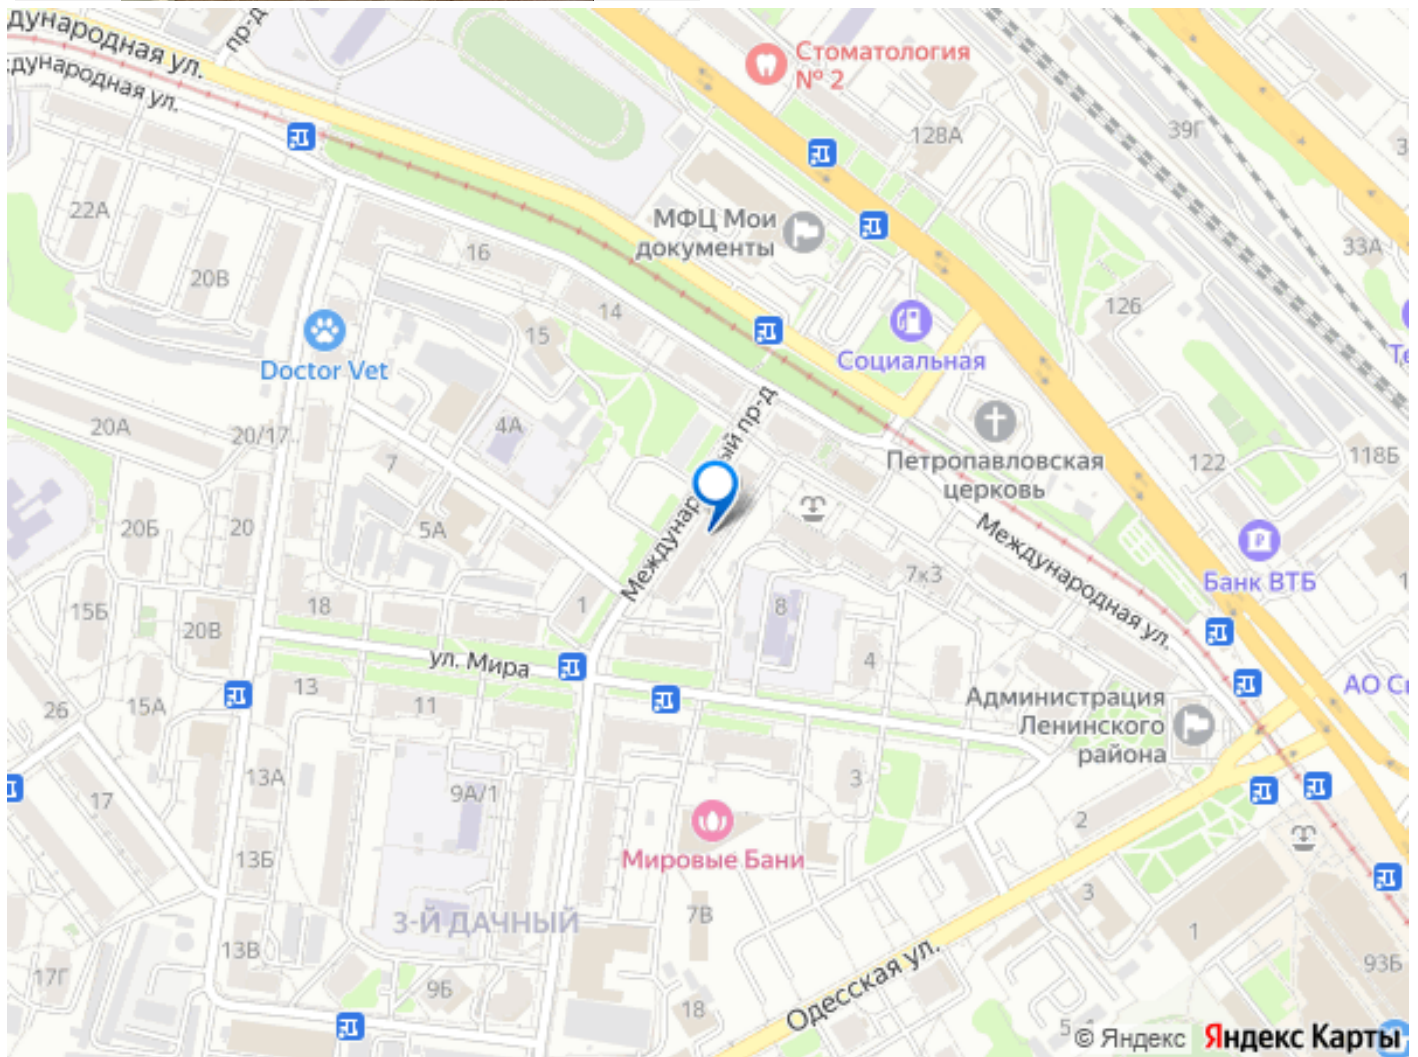 дународная ул.
ждународная ул.
пр-д
Стоматология
№ 2
128А
39Г
22А
20В
16
МФЦ Мои
документы
33А
14
15
126
Doctor Vet
Социальная
20А
20/17
4А
7
Международный пр-д
Петропавловская
церковь
122
118Б
20Б
20
5А
Международная ул.
Банк ВТБ
7к3
15Б
20В
18
1
8
4
ул. Мира
26
15А
13
11
Администрация
Ленинского
района
АО С
17
13А
9А/1
3
2
Мировые Бани
13Б
3-Й ДАЧНЫЙ
7В
3
1
13В
17Г
9Б
18
Одесская ул.
93Б
5
© Яндекс
Яндекс Карты